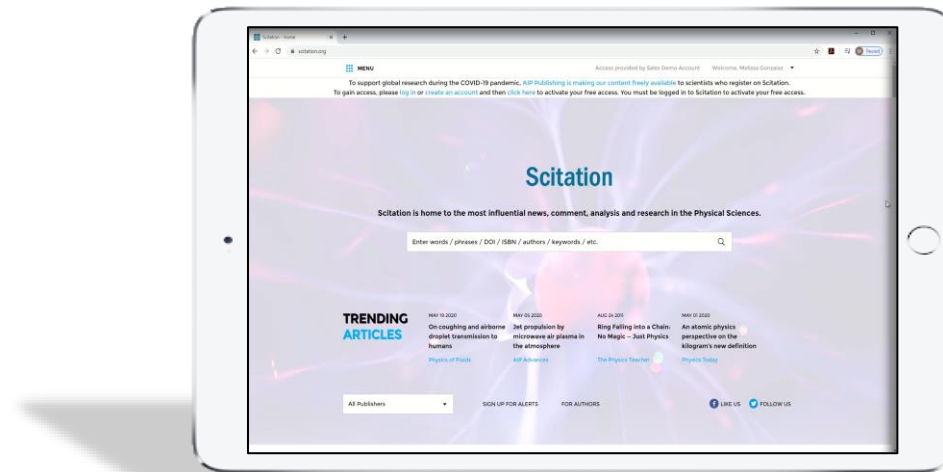 Scitation - Home
scitation.org
Paused
MENU
Access provided by Sales Demo Account Welcome, Melissa Gonzalez
To support global research during the COVID-19 pandemic, AIP Publishing is making our content freely available to scientists who register on Scitation.
To gain access, please log in or create an account and then click here to activate your free access. You must be logged in to Scitation to activate your free access.
Scitation
Scitation is home to the most influential news, comment, analysis and research in the Physical Sciences.
Enter words / phrases / DOI / ISBN / authors / keywords / etc.
TRENDING
ARTICLES
MAY 19 2020
On coughing and airborne
droplet transmission to
humans
Physics of Fluids
MAY 05 2020
Jet propulsion by
microwave air plasma in
the atmosphere
AIP Advances
AUG 24 2011
Ring Falling into a Chain:
No Magic — Just Physics
The Physics Teacher
MAY 01 2020
An atomic physics
perspective on the
kilogram's new definition
Physics Today
All Publishers
SIGN UP FOR ALERTS
FOR AUTHORS
LIKE US
FOLLOW US